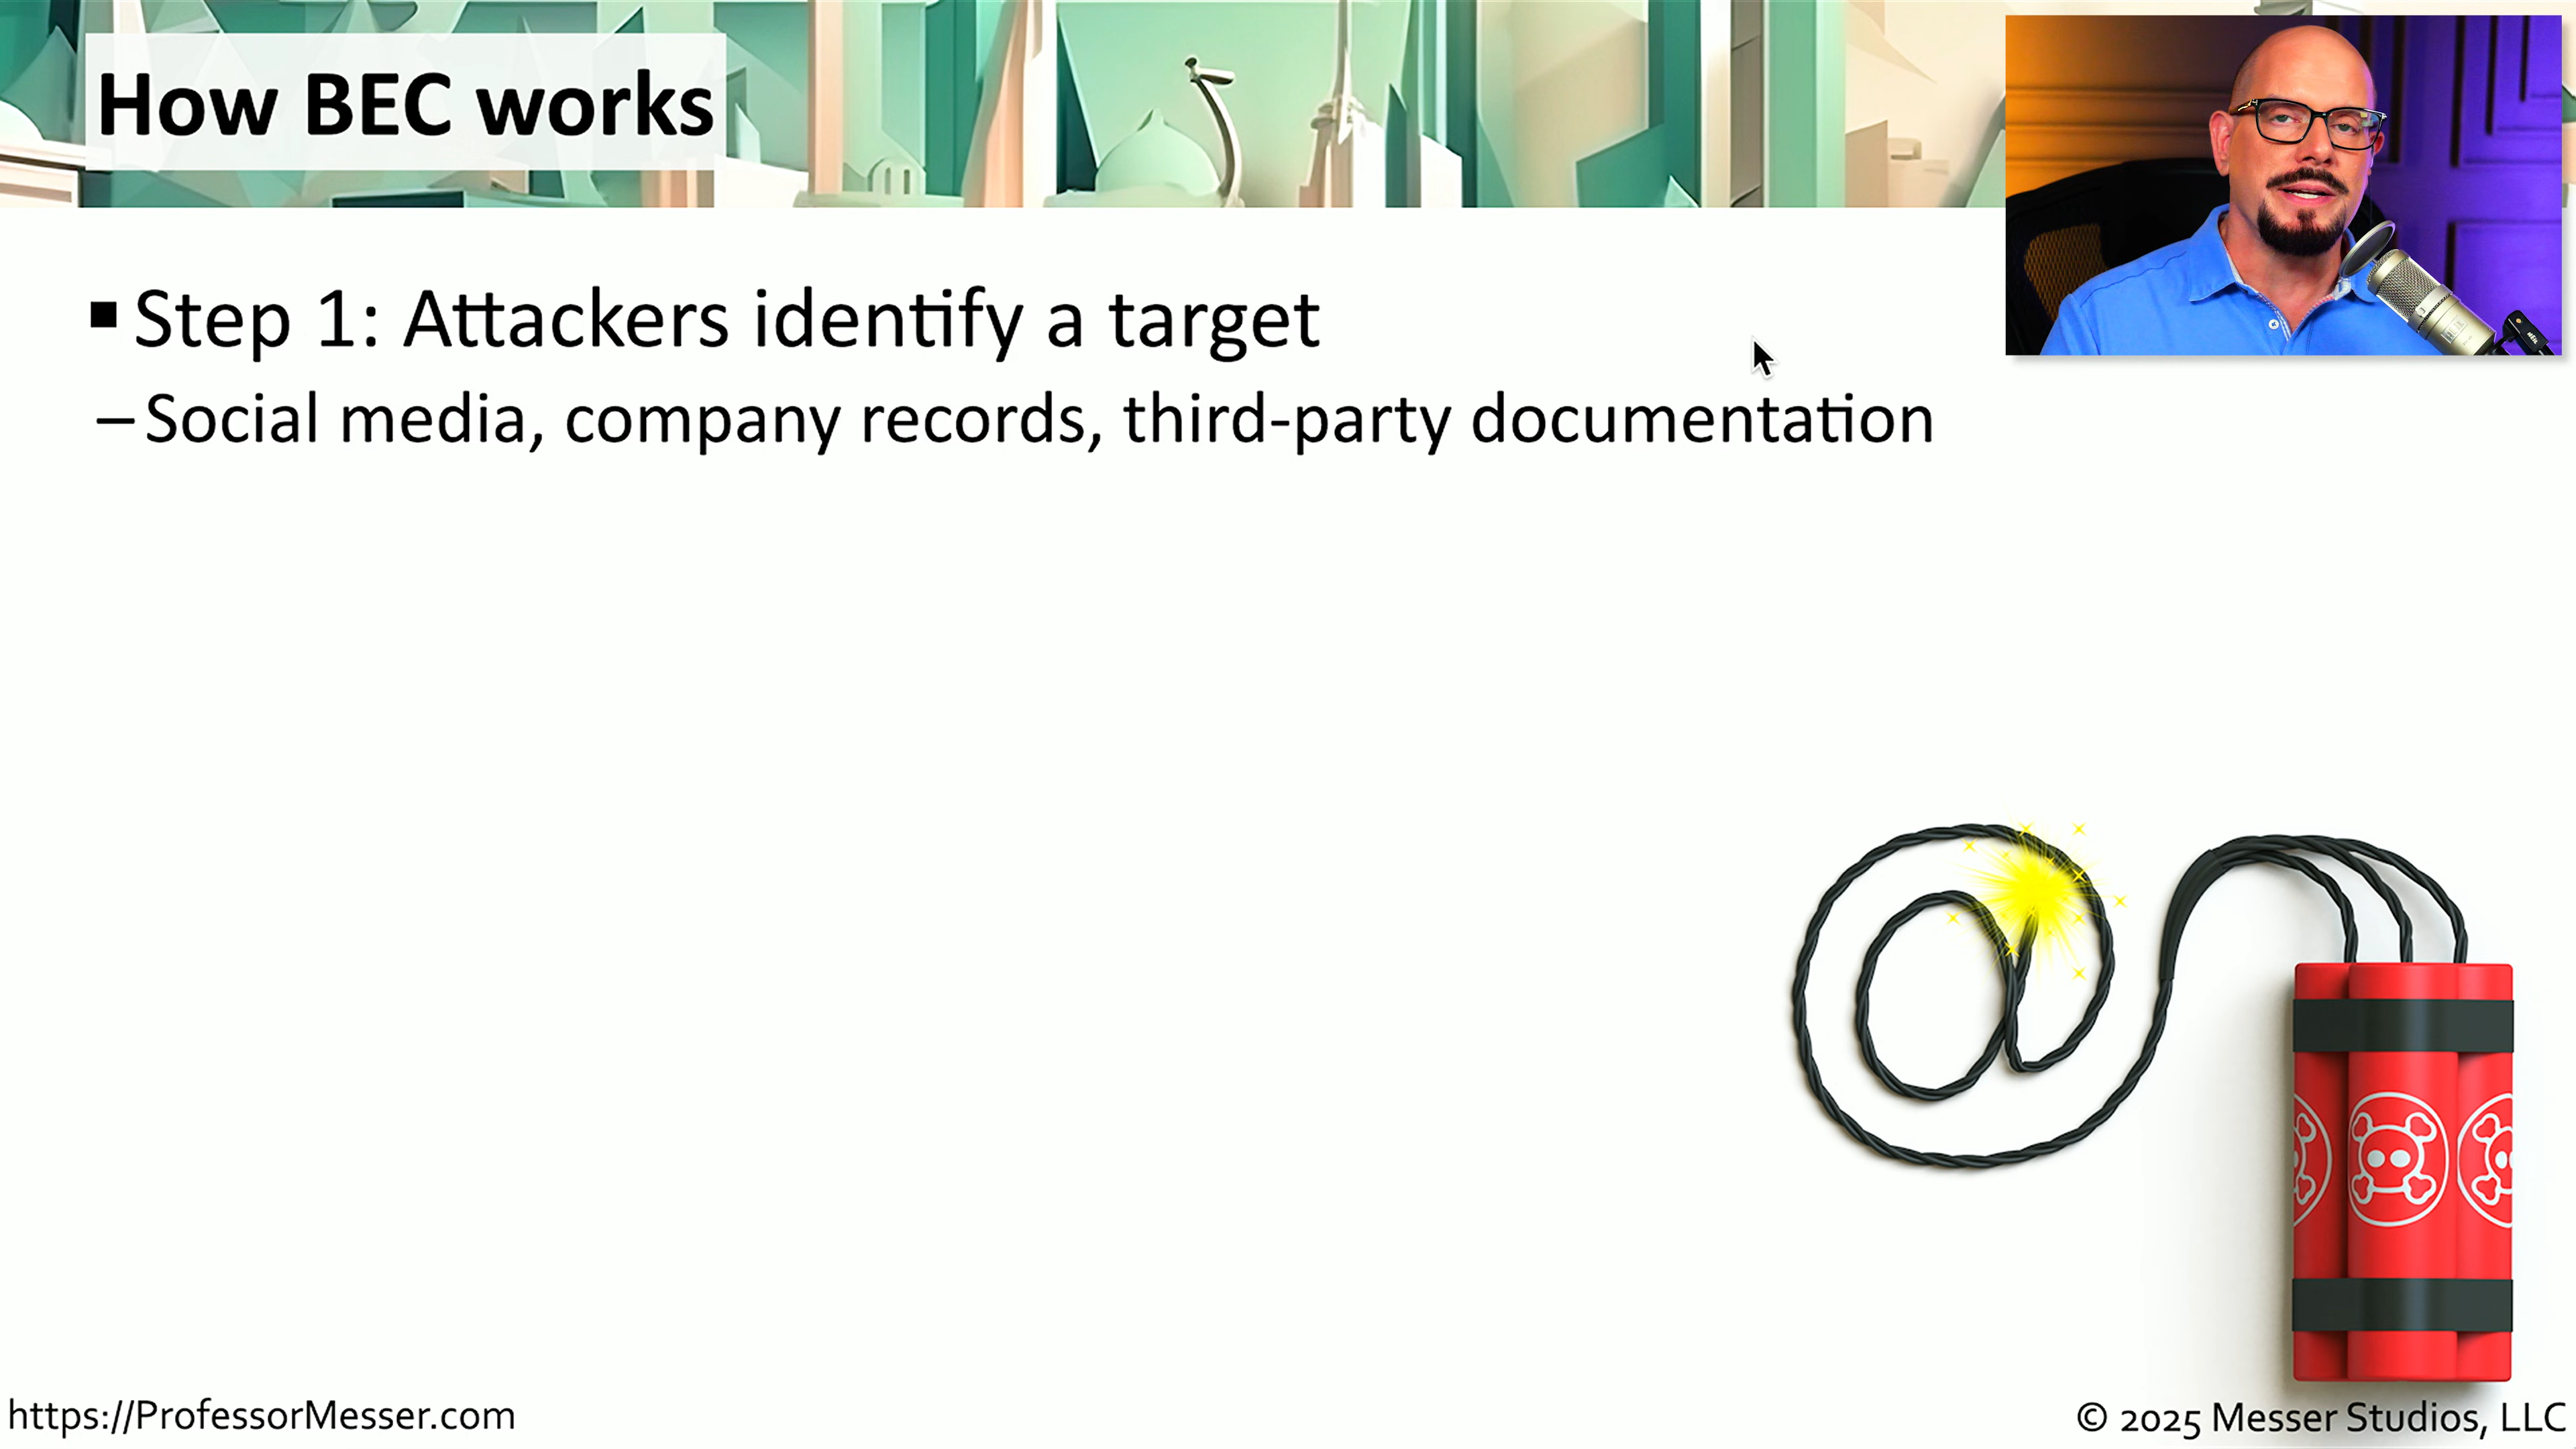 How BEC works
▪ Step 1: Attackers identify a target
– Social media, company records, third-party documentation
https://ProfessorMesser.com
© 2025 Messer Studios, LLC